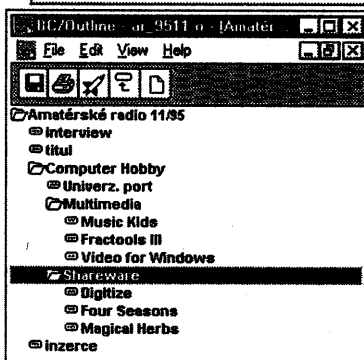 BC/Outline - ar_9511.o - [Amatér
File Edit View Help
Amatérské radio 11/95
interview
titul
Computer Hobby
Univerz. port
Multimedia
Music Kids
Fractools III
Video for Windows
Shareware
Digitize
Four Seasons
Magical Herbs
inzerce